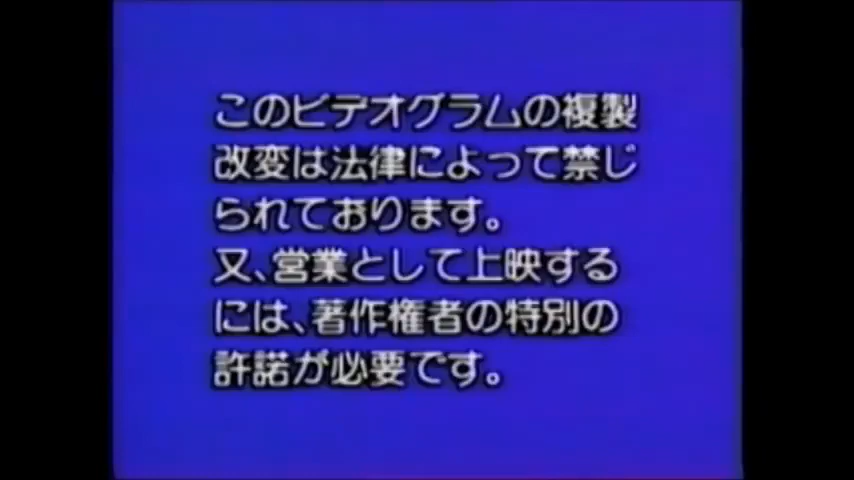 このビデオグラムの複製
改変は法律によって禁じ
られております。
又、営業として上映する
には、著作権者の特別の
許諾が必要です。